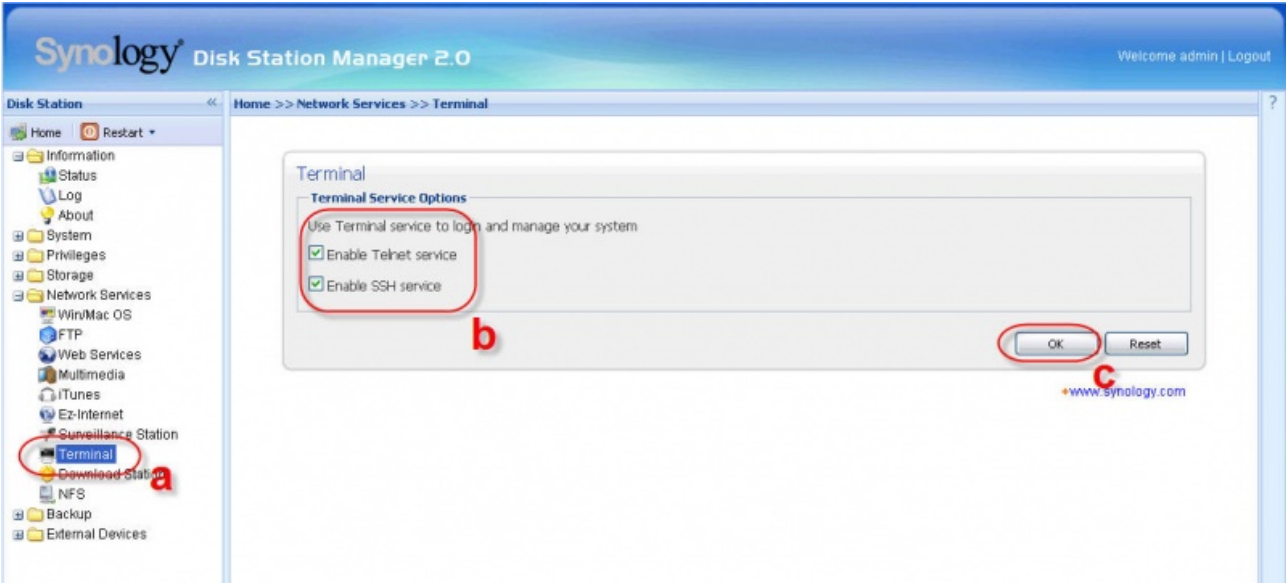 Synology Disk Station Manager 2.0
Welcome admin | Logout
Disk Station «
Home >> Network Services >> Terminal
?
Home
Restart
Information
Status
Log
About
System
Privileges
Storage
Network Services
Win/Mac OS
FTP
Web Services
Multimedia
iTunes
Ez-Internet
Surveillance Station
Terminal
a
Download Station
NFS
Backup
External Devices
Terminal
Terminal Service Options
Use Terminal service to login and manage your system
Enable Telnet service
Enable SSH service
b
OK
Reset
c
www.synology.com